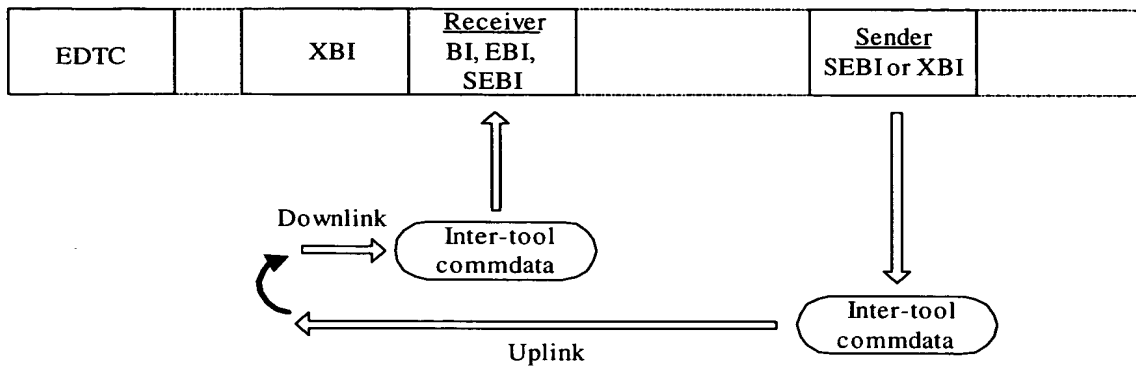 EDTC
XBI
Receiver
BI, EBI,
SEBI
Sender
SEBI or XBI
Downlink
Inter-tool
commdata
Inter-tool
commdata
Uplink